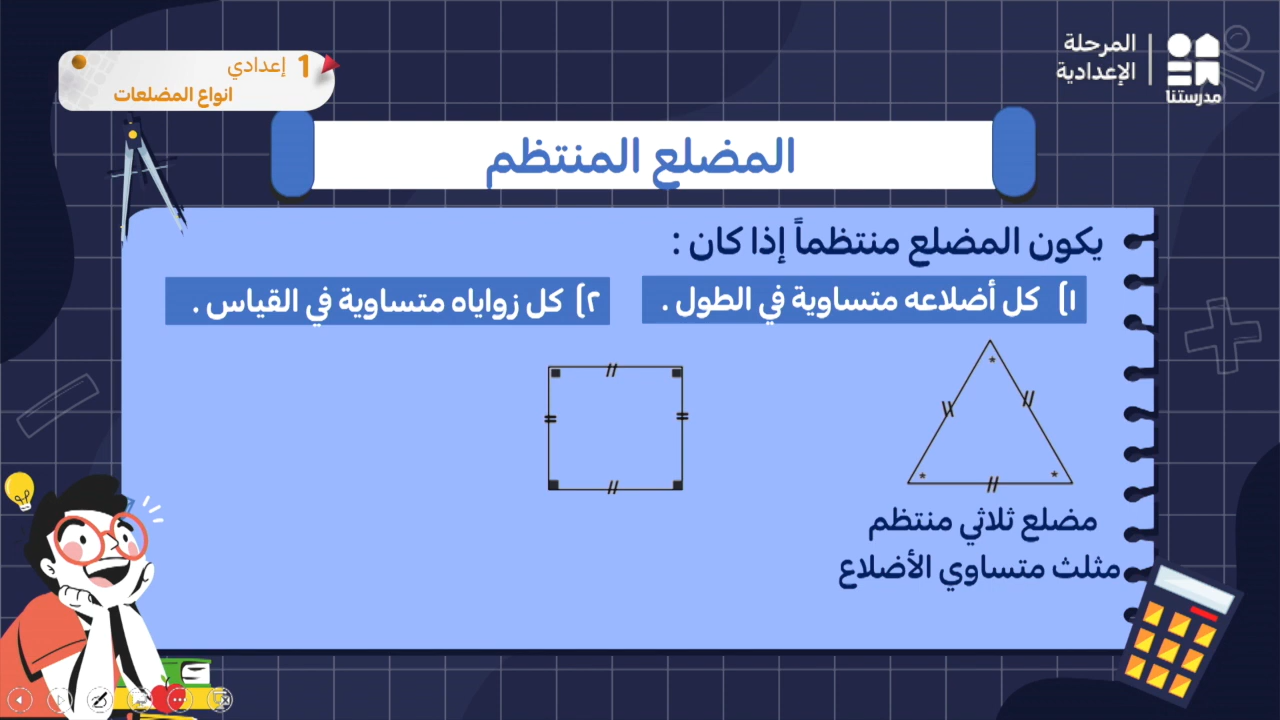 المرحلة
الإعدادية
مدرستنا
1 إعدادي
انواع المضلعات
المضلع المنتظم
يكون المضلع منتظماً إذا كان :
١) كل أضلاعه متساوية في الطول .
٢) كل زواياه متساوية في القياس .
مضلع ثلاثي منتظم
مثلث متساوي الأضلاع